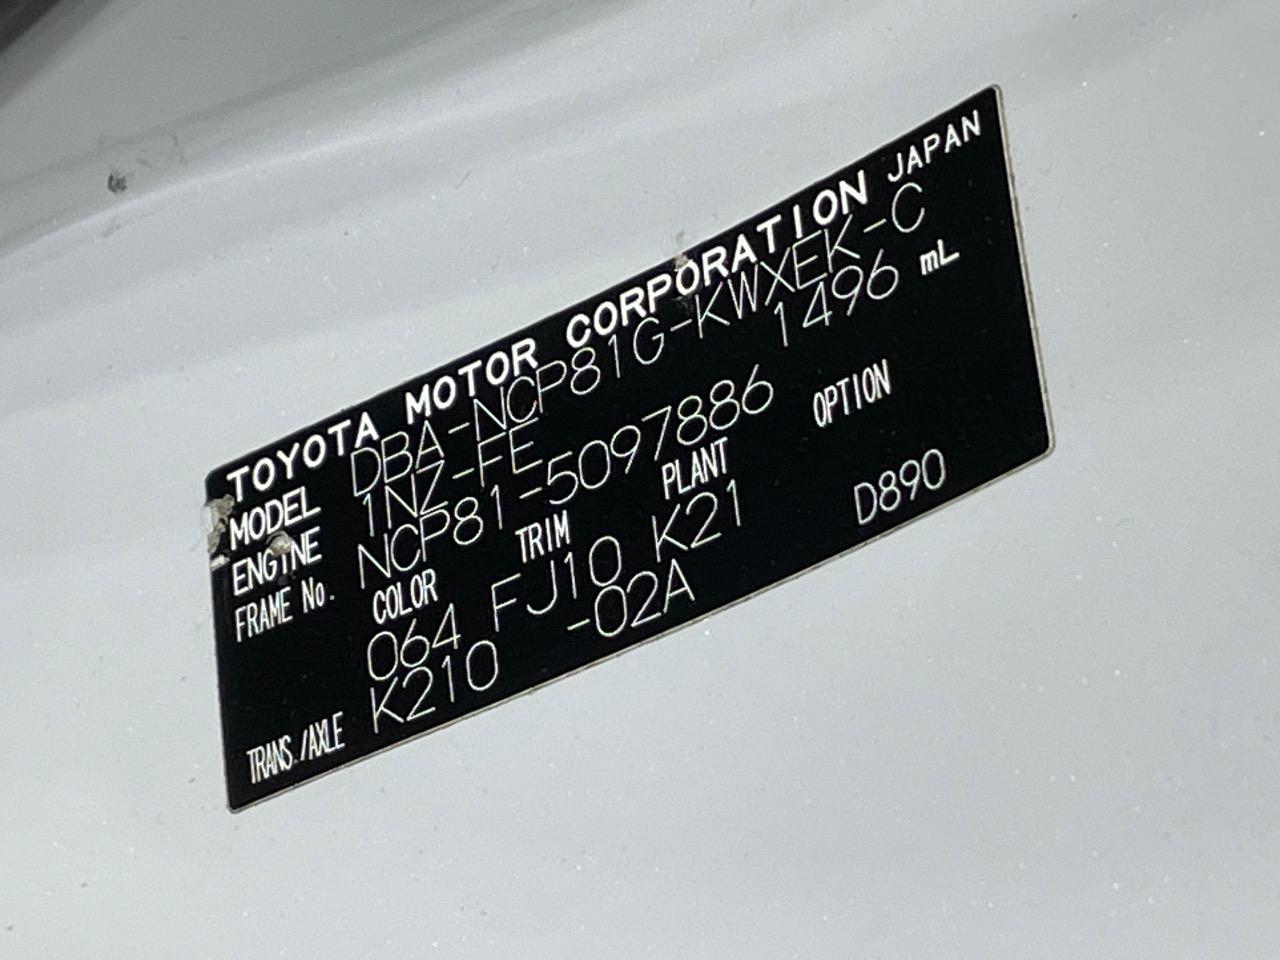 TOYOTA MOTOR CORPORATION JAPAN
MODEL DBA-NCP81G-KWXEK-C
ENGINE 1NZ-FE 1496 mL
FRAME No. NCP81-5097886
COLOR TRIM PLANT OPTION
064 FJ10 K21 D890
TRANS./AXLE K210 -02A